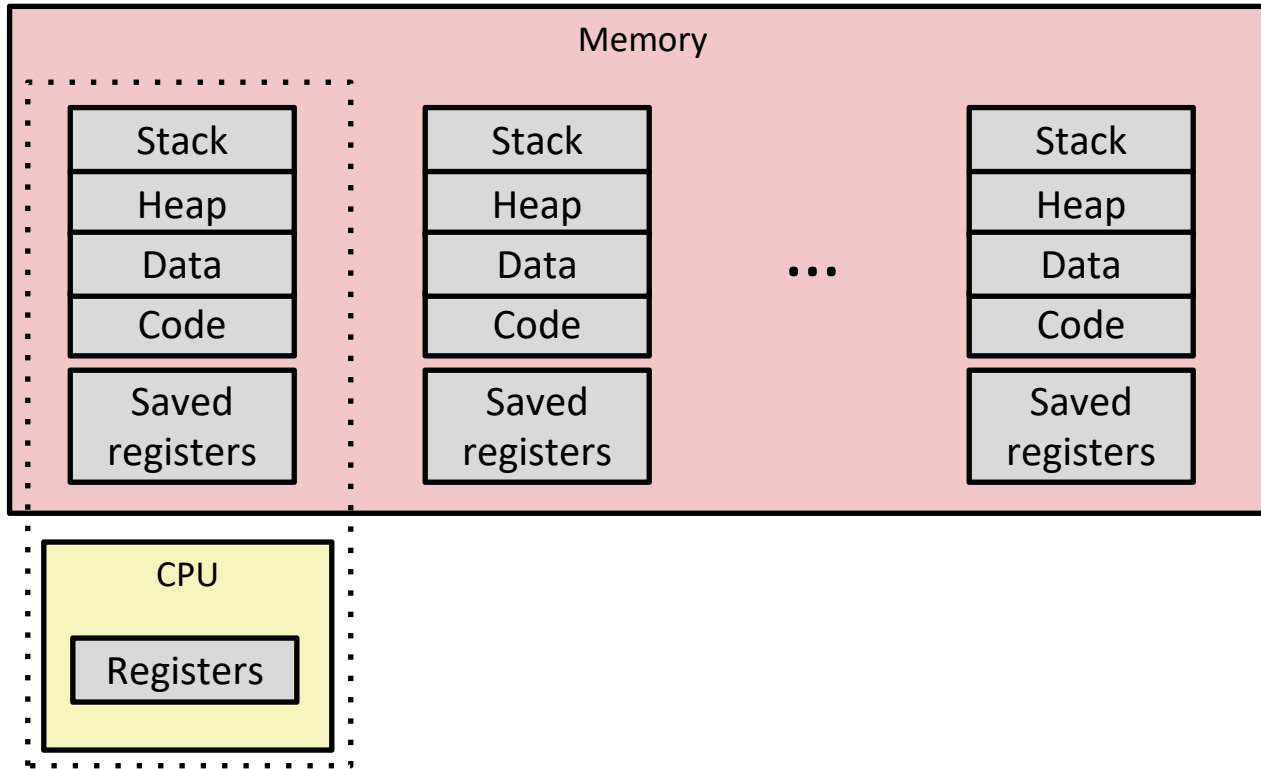 Memory
Stack
Heap
Data
Code
Saved
registers
Stack
Heap
Data
Code
Saved
registers
...
Stack
Heap
Data
Code
Saved
registers
CPU
Registers